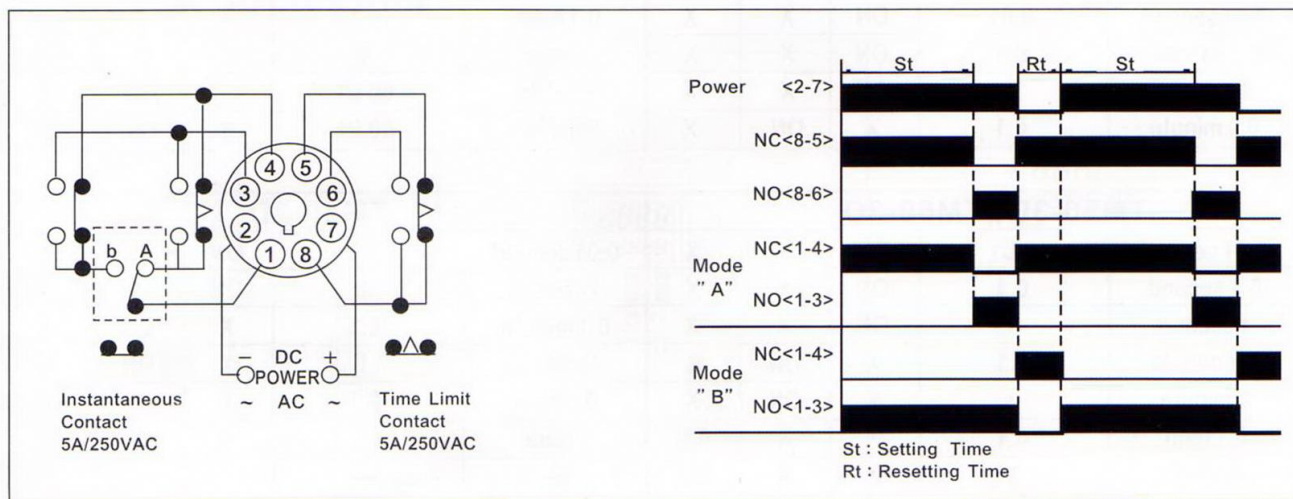 4 5
3 6
2 7
1 8
b A
− DC +
POWER
~ AC ~
Instantaneous
Contact
5A/250VAC
Time Limit
Contact
5A/250VAC
St Rt St
Power <2-7>
NC<8-5>
NO<8-6>
Mode
" A"
NC<1-4>
NO<1-3>
Mode
" B"
NC<1-4>
NO<1-3>
St : Setting Time
Rt : Resetting Time